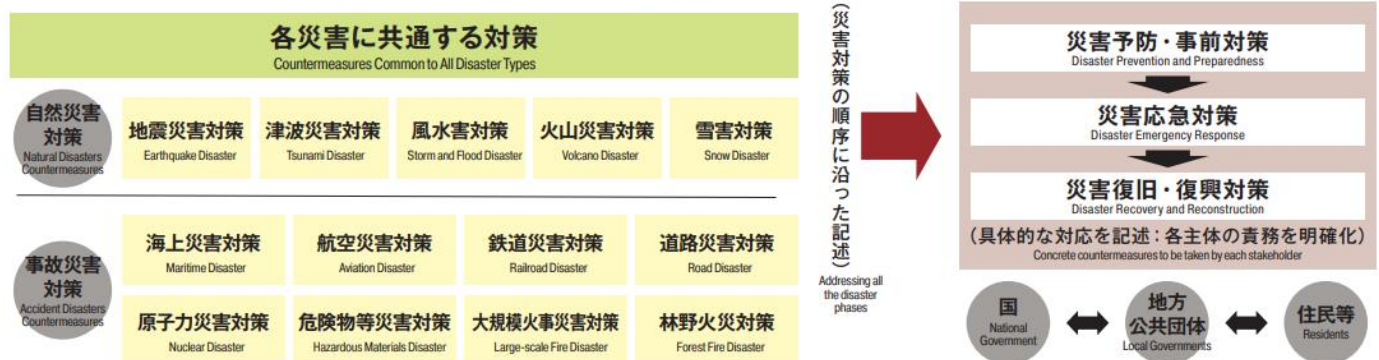 各災害に共通する対策
Countermeasures Common to All Disaster Types
自然災害
対策
Natural Disasters
Countermeasures
地震災害対策
Earthquake Disaster
津波災害対策
Tsunami Disaster
風水害対策
Storm and Flood Disaster
火山災害対策
Volcano Disaster
雪害対策
Snow Disaster
事故災害
対策
Accident Disasters
Countermeasures
海上災害対策
Maritime Disaster
航空災害対策
Aviation Disaster
鉄道災害対策
Railroad Disaster
道路災害対策
Road Disaster
原子力災害対策
Nuclear Disaster
危険物等災害対策
Hazardous Materials Disaster
大規模火事災害対策
Large-scale Fire Disaster
林野火災対策
Forest Fire Disaster
(災害対策の順序に沿った記述)
Addressing all
the disaster
phases
災害予防・事前対策
Disaster Prevention and Preparedness
災害応急対策
Disaster Emergency Response
災害復旧・復興対策
Disaster Recovery and Reconstruction
(具体的な対応を記述:各主体の責務を明確化)
Concrete countermeasures to be taken by each stakeholder
国
National
Government
地方
公共団体
Local Governments
住民等
Residents